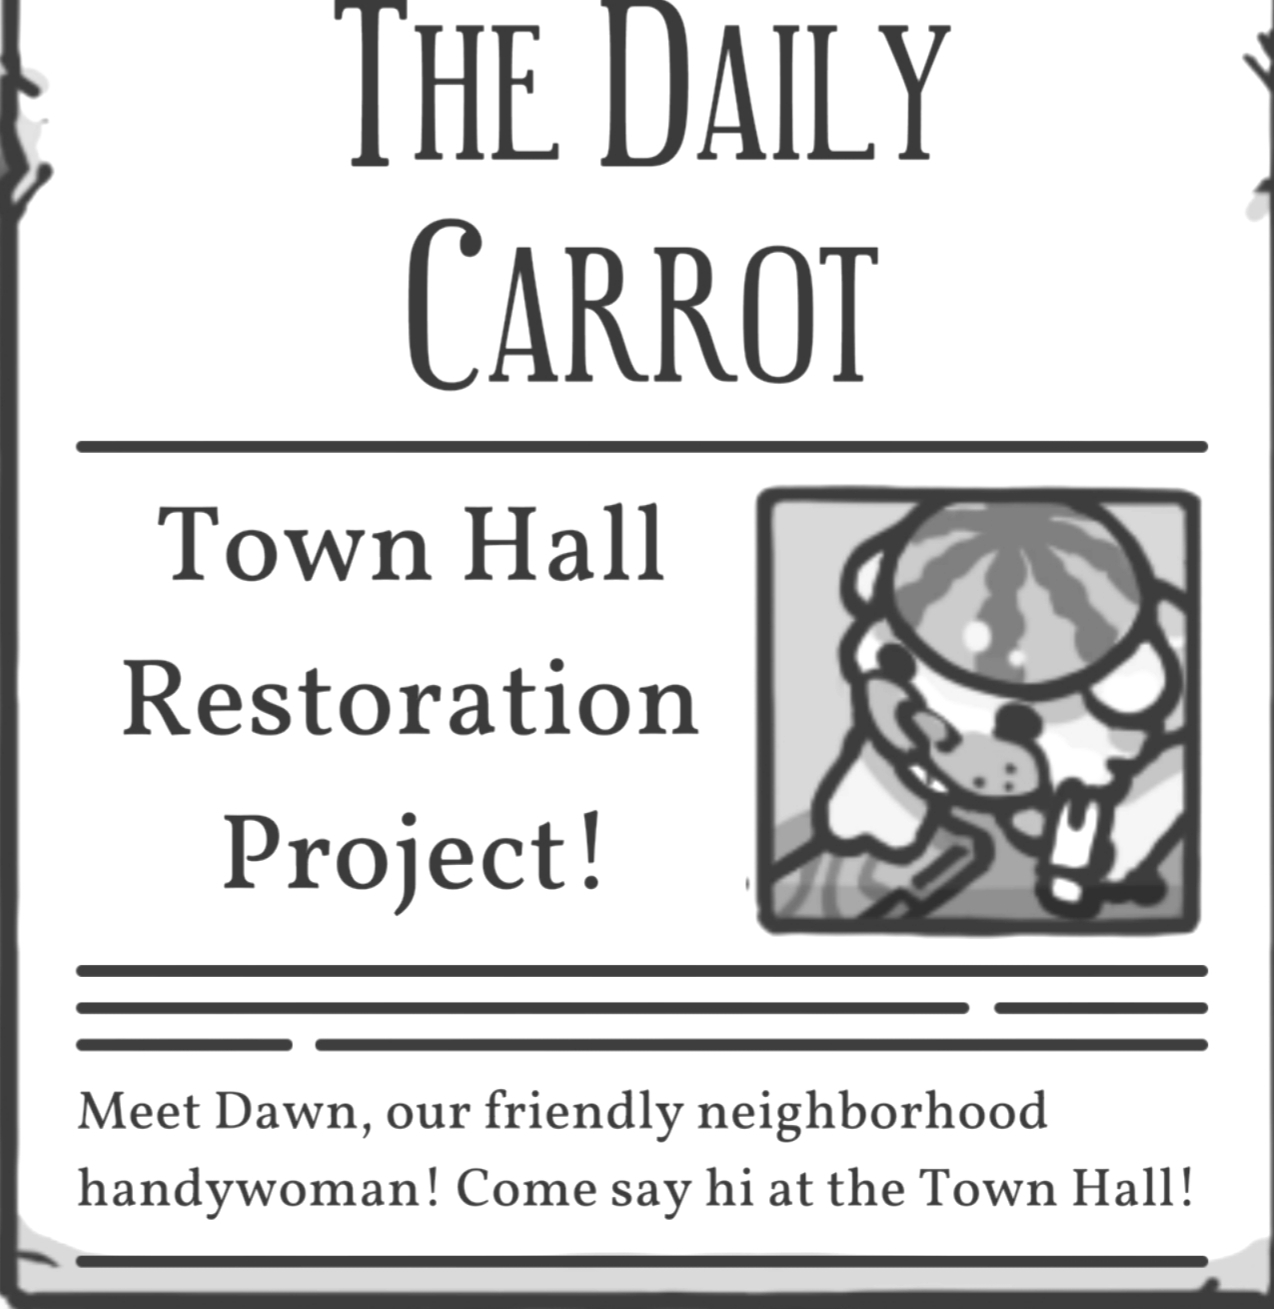 THE DAILY
CARROT
Town Hall
Restoration
Project!
Meet Dawn, our friendly neighborhood
handywoman! Come say hi at the Town Hall!